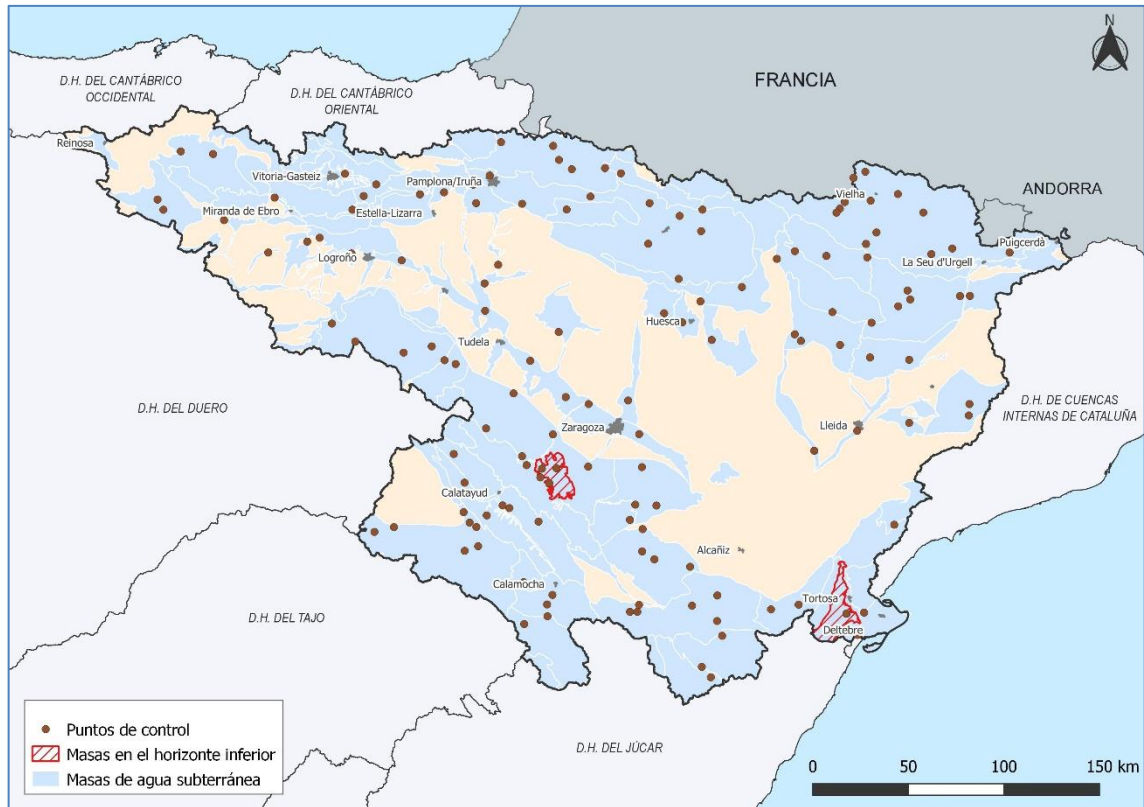 N
FRANCIA
D.H. DEL CANTÁBRICO
OCCIDENTAL
D.H. DEL CANTÁBRICO
ORIENTAL
ANDORRA
Reinosa
Vitoria-Gasteiz
Pamplona/Iruña
Vielha
Miranda de Ebro
Estella-Lizarra
Puigcerdà
La Seu d'Urgell
Logroño
Huesca
Tudela
D.H. DEL DUERO
D.H. DE CUENCAS
INTERNAS DE CATALUÑA
Zaragoza
Lleida
Calatayud
Alcañiz
Calamocha
Tortosa
Deltebre
D.H. DEL TAJO
D.H. DEL JÚCAR
Puntos de control
Masas en el horizonte inferior
Masas de agua subterránea
0 50 100 150 km